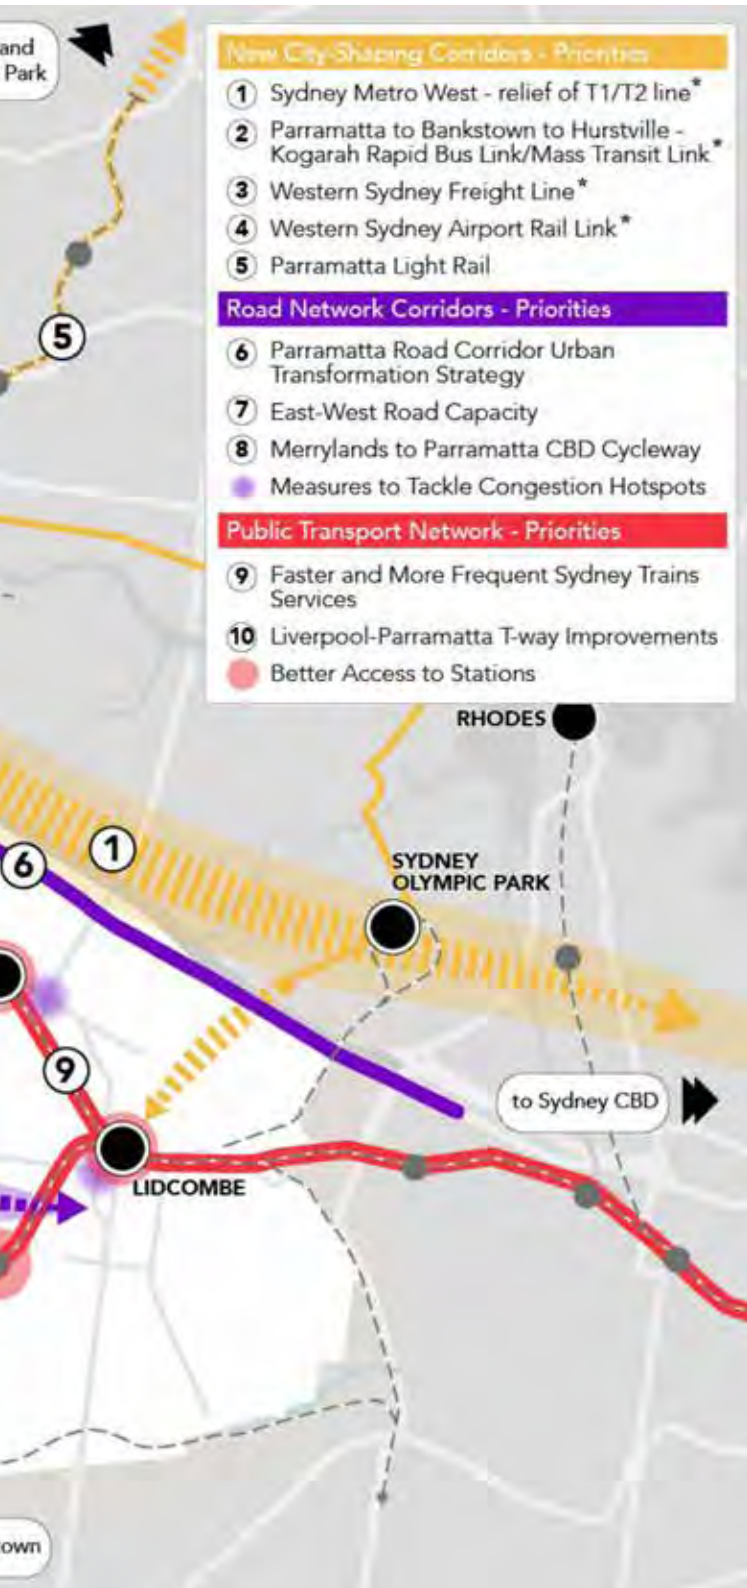 and
Park
New City-Shaping Corridors - Priorities
1 Sydney Metro West - relief of T1/T2 line*
2 Parramatta to Bankstown to Hurstville -
Kogarah Rapid Bus Link/Mass Transit Link*
3 Western Sydney Freight Line*
4 Western Sydney Airport Rail Link*
5 Parramatta Light Rail
Road Network Corridors - Priorities
6 Parramatta Road Corridor Urban
Transformation Strategy
7 East-West Road Capacity
8 Merrylands to Parramatta CBD Cycleway
Measures to Tackle Congestion Hotspots
Public Transport Network - Priorities
9 Faster and More Frequent Sydney Trains
Services
10 Liverpool-Parramatta T-way Improvements
Better Access to Stations
5
RHODES
1
6
SYDNEY
OLYMPIC PARK
9
to Sydney CBD
LIDCOMBE
own